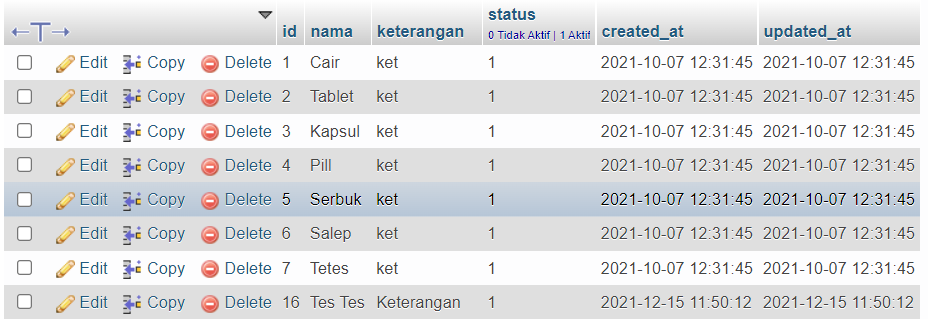 id nama keterangan status 0 Tidak Aktif | 1 Aktif created_at updated_at
Edit Copy Delete 1 Cair ket 1 2021-10-07 12:31:45 2021-10-07 12:31:45
Edit Copy Delete 2 Tablet ket 1 2021-10-07 12:31:45 2021-10-07 12:31:45
Edit Copy Delete 3 Kapsul ket 1 2021-10-07 12:31:45 2021-10-07 12:31:45
Edit Copy Delete 4 Pill ket 1 2021-10-07 12:31:45 2021-10-07 12:31:45
Edit Copy Delete 5 Serbuk ket 1 2021-10-07 12:31:45 2021-10-07 12:31:45
Edit Copy Delete 6 Salep ket 1 2021-10-07 12:31:45 2021-10-07 12:31:45
Edit Copy Delete 7 Tetes ket 1 2021-10-07 12:31:45 2021-10-07 12:31:45
Edit Copy Delete 16 Tes Tes Keterangan 1 2021-12-15 11:50:12 2021-12-15 11:50:12